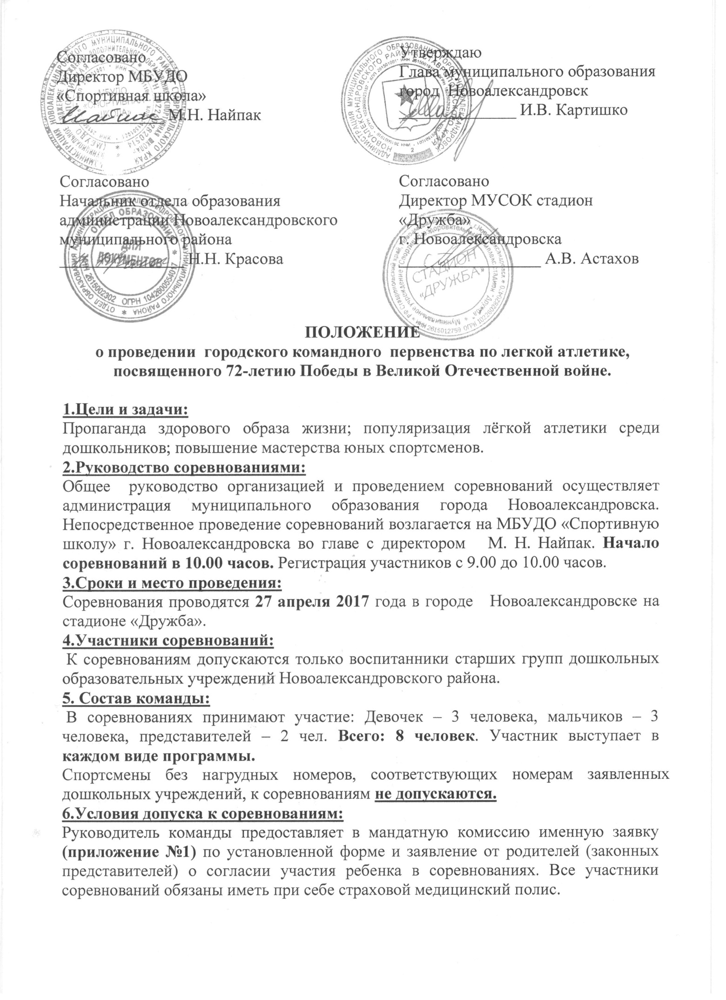 Согласовано
Директор МБУДО
«Спортивная школа»
М.Н. Найпак
Утверждаю
Глава муниципального образования
город Новоалександровск
И.В. Картишко
Согласовано
Начальник отдела образования
администрации Новоалександровского
муниципального района
Н.Н. Красова
ОТДЕЛ ОБРАЗОВАНИЯ
ДЛЯ
ДОКУМЕНТОВ
ИНН 2615002302 ОГРН 1042600554017
Согласовано
Директор МУСОК стадион
«Дружба»
г. Новоалександровска
А.В. Астахов
СТАДИОН
«ДРУЖБА»
ПОЛОЖЕНИЕ
о проведении городского командного первенства по легкой атлетике,
посвященного 72-летию Победы в Великой Отечественной войне.
1.Цели и задачи:
Пропаганда здорового образа жизни; популяризация лёгкой атлетики среди
дошкольников; повышение мастерства юных спортсменов.
2.Руководство соревнованиями:
Общее руководство организацией и проведением соревнований осуществляет
администрация муниципального образования города Новоалександровска.
Непосредственное проведение соревнований возлагается на МБУДО «Спортивную
школу» г. Новоалександровска во главе с директором М. Н. Найпак. Начало
соревнований в 10.00 часов. Регистрация участников с 9.00 до 10.00 часов.
3.Сроки и место проведения:
Соревнования проводятся 27 апреля 2017 года в городе Новоалександровске на
стадионе «Дружба».
4.Участники соревнований:
К соревнованиям допускаются только воспитанники старших групп дошкольных
образовательных учреждений Новоалександровского района.
5. Состав команды:
В соревнованиях принимают участие: Девочек – 3 человека, мальчиков – 3
человека, представителей – 2 чел. Всего: 8 человек. Участник выступает в
каждом виде программы.
Спортсмены без нагрудных номеров, соответствующих номерам заявленных
дошкольных учреждений, к соревнованиям не допускаются.
6.Условия допуска к соревнованиям:
Руководитель команды предоставляет в мандатную комиссию именную заявку
(приложение №1) по установленной форме и заявление от родителей (законных
представителей) о согласии участия ребенка в соревнованиях. Все участники
соревнований обязаны иметь при себе страховой медицинский полис.